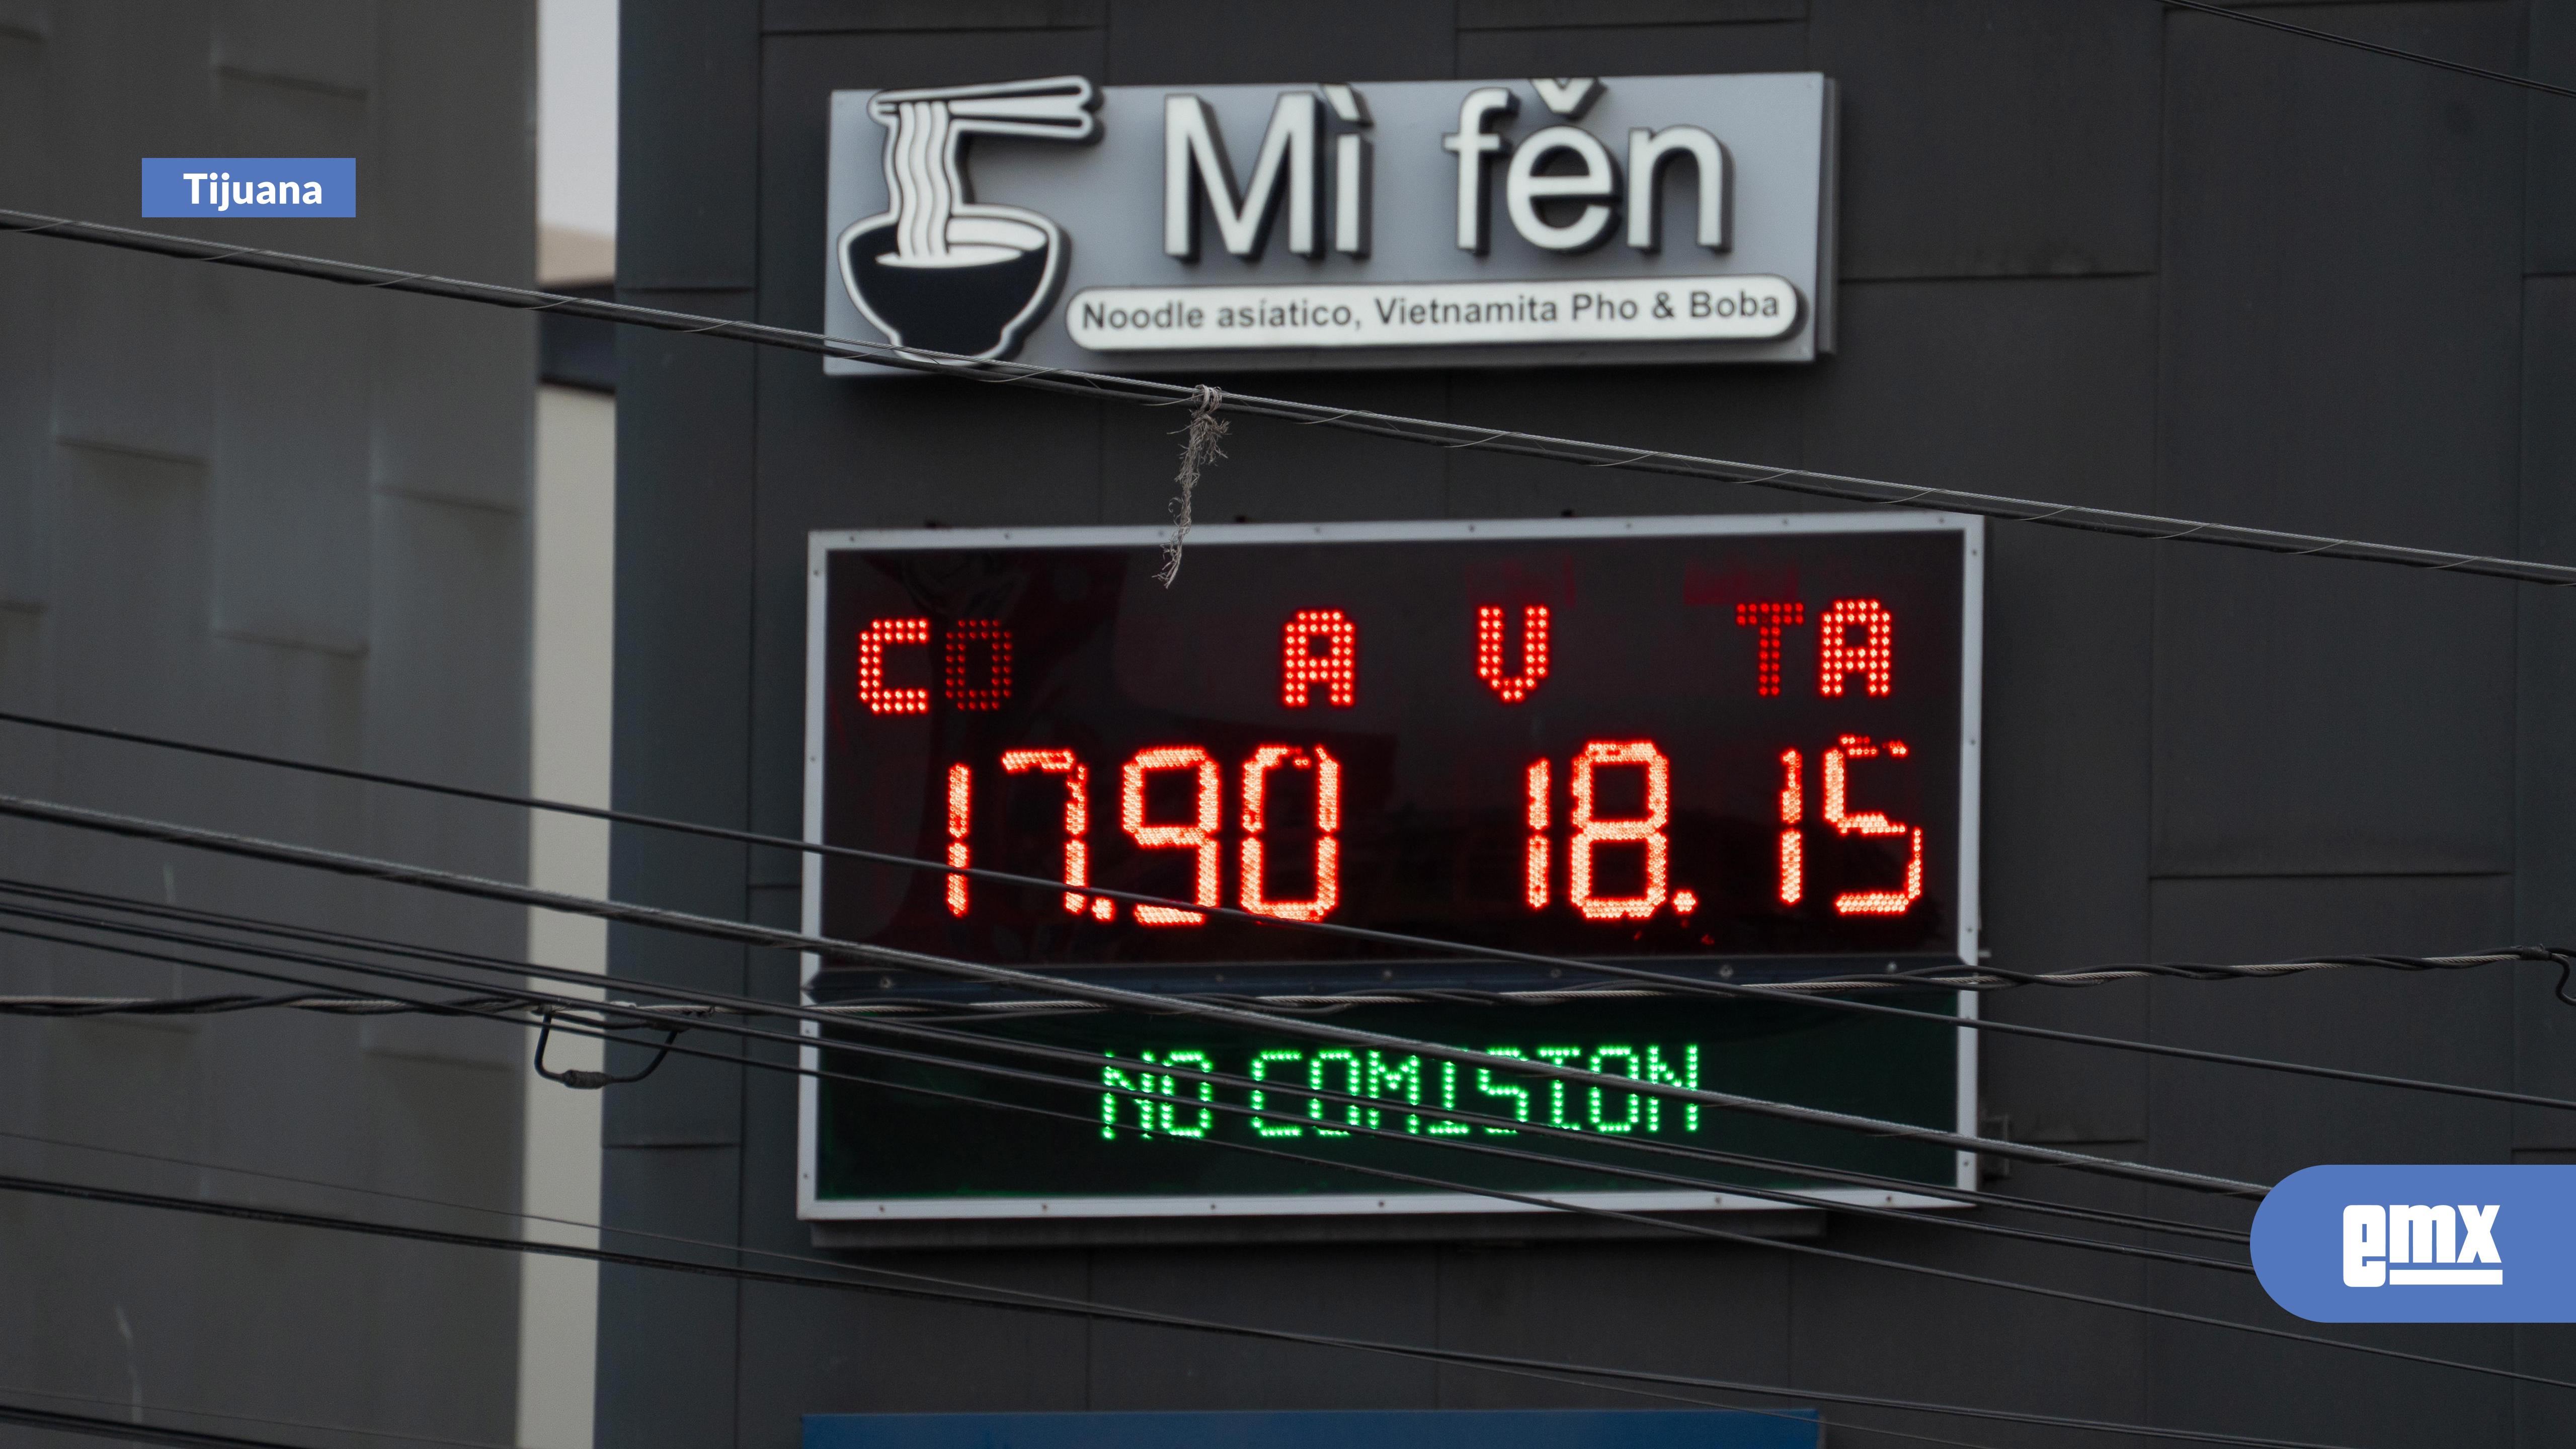 Tijuana
Mì fěn
Noodle asíatico, Vietnamita Pho & Boba
CO A V TA
17.90 18.15
NO COMISION
emx